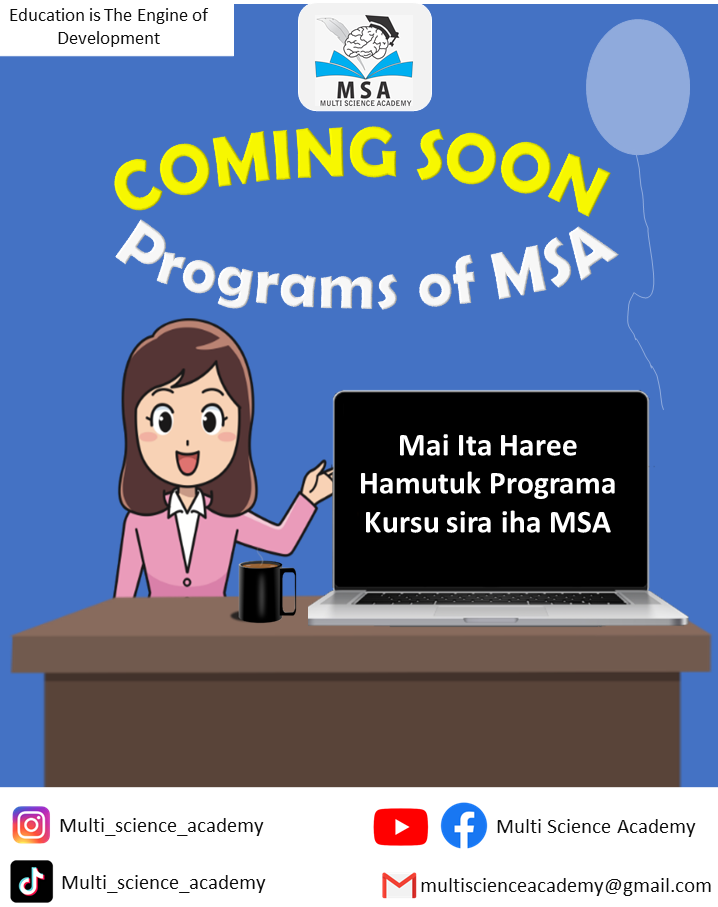 Education is The Engine of
Development
MSA
MULTI SCIENCE ACADEMY
COMING SOON
Programs of MSA
Mai Ita Haree
Hamutuk Programa
Kursu sira iha MSA
Multi_science_academy
Multi Science Academy
Multi_science_academy
multiscienceacademy@gmail.com